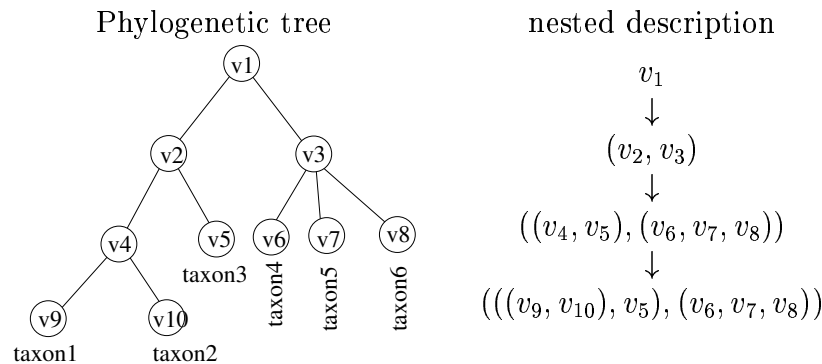 Phylogenetic tree
v1
v2
v3
v4
v5
v6
v7
v8
taxon3
taxon4
taxon5
taxon6
v9
v10
taxon1
taxon2
nested description
v₁
↓
(v₂, v₃)
↓
((v₄, v₅), (v₆, v₇, v₈))
↓
(((v₉, v₁₀), v₅), (v₆, v₇, v₈))